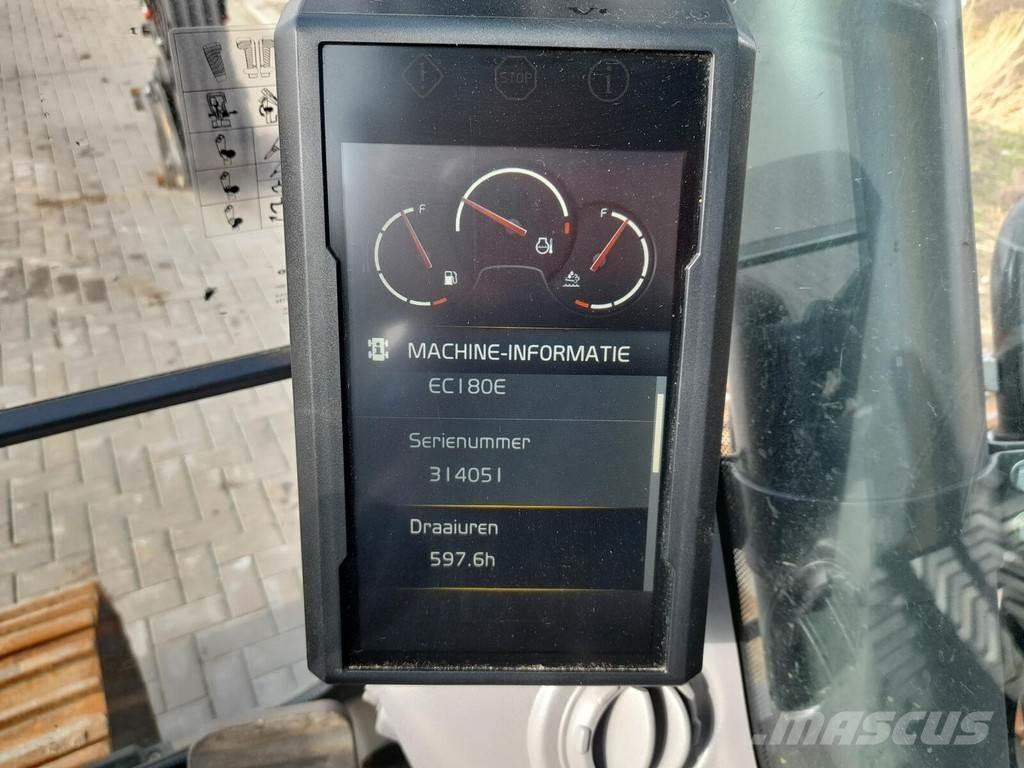 STOP
F
F
MACHINE-INFORMATIE
EC180E
Serienummer
314051
Draaiuren
597.6h
MASCUS